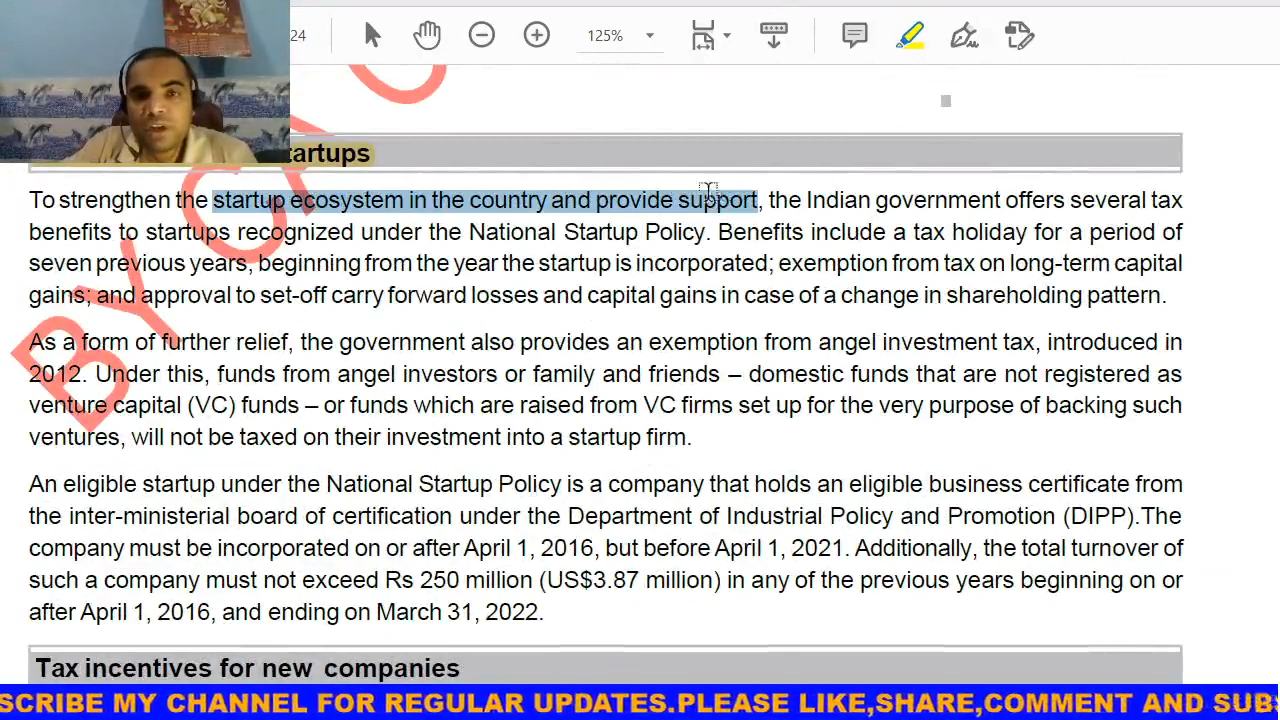 24
125%
tartups
To strengthen the startup ecosystem in the country and provide support, the Indian government offers several tax
benefits to startups recognized under the National Startup Policy. Benefits include a tax holiday for a period of
seven previous years, beginning from the year the startup is incorporated; exemption from tax on long-term capital
gains; and approval to set-off carry forward losses and capital gains in case of a change in shareholding pattern.
As a form of further relief, the government also provides an exemption from angel investment tax, introduced in
2012. Under this, funds from angel investors or family and friends – domestic funds that are not registered as
venture capital (VC) funds – or funds which are raised from VC firms set up for the very purpose of backing such
ventures, will not be taxed on their investment into a startup firm.
An eligible startup under the National Startup Policy is a company that holds an eligible business certificate from
the inter-ministerial board of certification under the Department of Industrial Policy and Promotion (DIPP).The
company must be incorporated on or after April 1, 2016, but before April 1, 2021. Additionally, the total turnover of
such a company must not exceed Rs 250 million (US$3.87 million) in any of the previous years beginning on or
after April 1, 2016, and ending on March 31, 2022.
Tax incentives for new companies
SCRIBE MY CHANNEL FOR REGULAR UPDATES.PLEASE LIKE,SHARE,COMMENT AND SUB
BY CA C